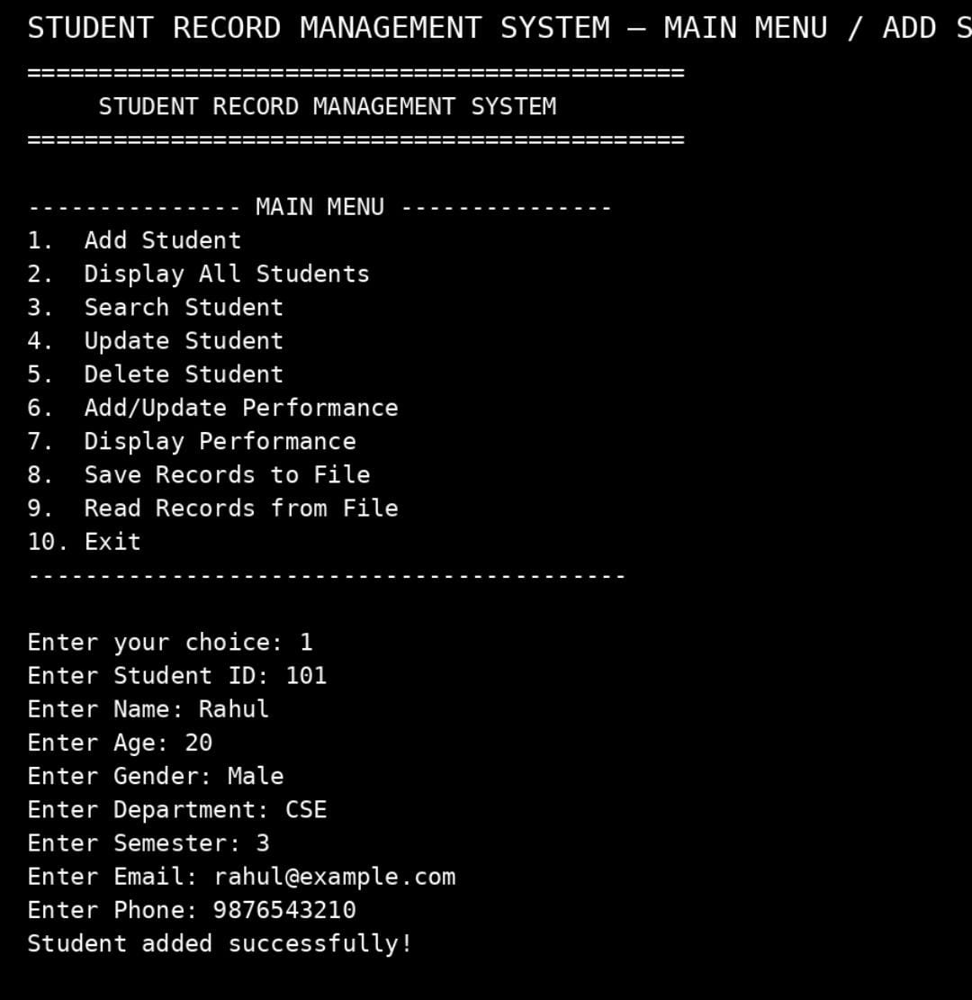 STUDENT RECORD MANAGEMENT SYSTEM — MAIN MENU / ADD S
==============================================
     STUDENT RECORD MANAGEMENT SYSTEM
==============================================
--------------- MAIN MENU ---------------
1.  Add Student
2.  Display All Students
3.  Search Student
4.  Update Student
5.  Delete Student
6.  Add/Update Performance
7.  Display Performance
8.  Save Records to File
9.  Read Records from File
10. Exit
------------------------------------------
Enter your choice: 1
Enter Student ID: 101
Enter Name: Rahul
Enter Age: 20
Enter Gender: Male
Enter Department: CSE
Enter Semester: 3
Enter Email: rahul@example.com
Enter Phone: 9876543210
Student added successfully!